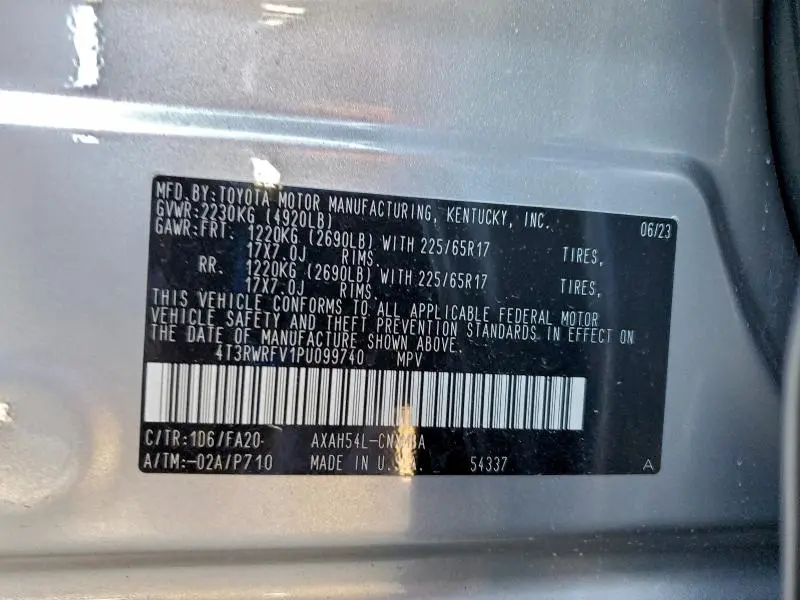 MFD. BY: TOYOTA MOTOR MANUFACTURING, KENTUCKY, INC.
GVWR: 2230KG (4920LB) 06/23
GAWR: FRT. 1220KG (2690LB) WITH 225/65R17 TIRES,
17X7.0J RIMS.
RR. 1220KG (2690LB) WITH 225/65R17 TIRES,
17X7.0J RIMS.
THIS VEHICLE CONFORMS TO ALL APPLICABLE FEDERAL MOTOR
VEHICLE SAFETY AND THEFT PREVENTION STANDARDS IN EFFECT ON
THE DATE OF MANUFACTURE SHOWN ABOVE.
4T3RWRFV1PU099740 MPV
C/TR: 1D6/FA20-
A/TM: -02A/P710 MADE IN U.S.A. 54337 A